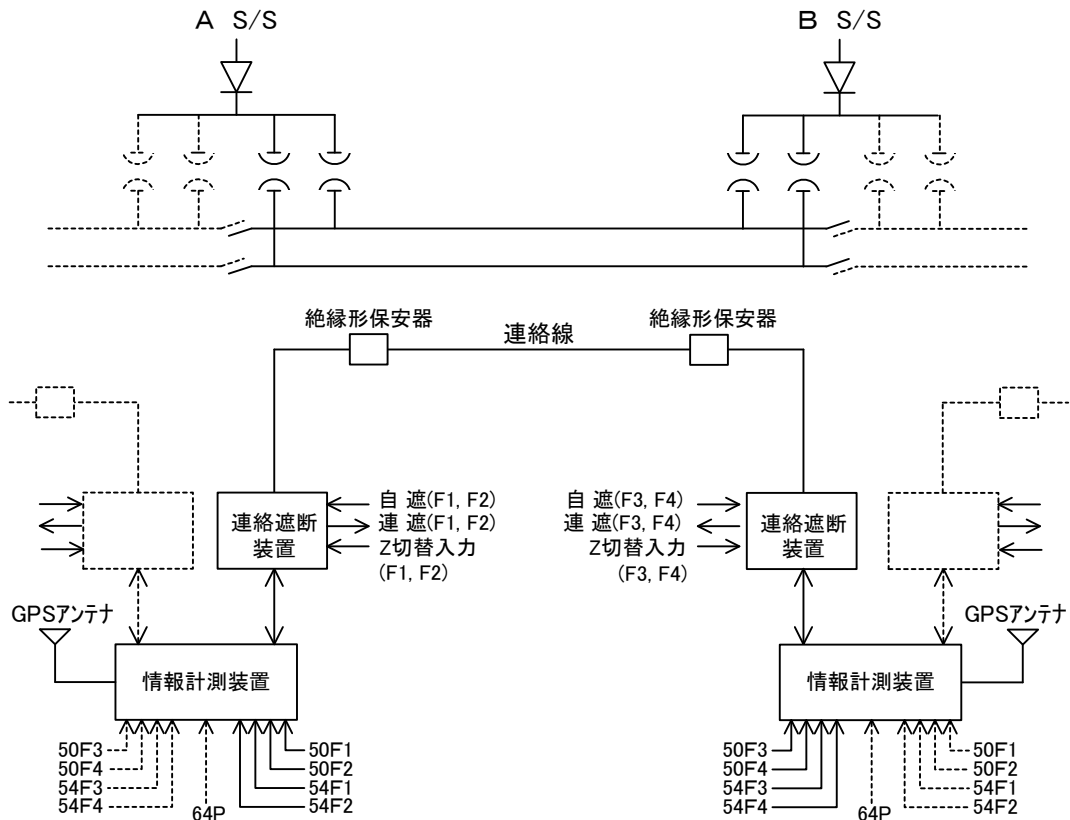 A S/S
B S/S
絶縁形保安器
連絡線
絶縁形保安器
連絡遮断
装置
自 遮(F1, F2)
連 遮(F1, F2)
Z切替入力
(F1, F2)
自 遮(F3, F4)
連 遮(F3, F4)
Z切替入力
(F3, F4)
連絡遮断
装置
GPSアンテナ
GPSアンテナ
情報計測装置
情報計測装置
50F3
50F4
54F3
54F4
64P
50F1
50F2
54F1
54F2
50F3
50F4
54F3
54F4
64P
50F1
50F2
54F1
54F2